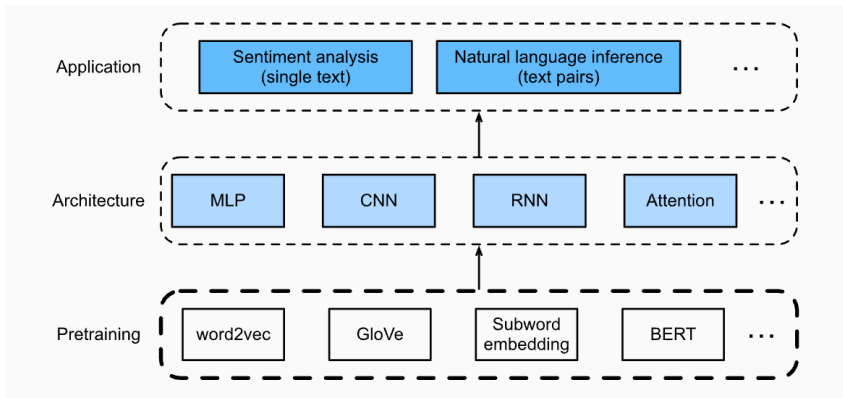 Application
Sentiment analysis
(single text)
Natural language inference
(text pairs)
...
Architecture
MLP
CNN
RNN
Attention
...
Pretraining
word2vec
GloVe
Subword
embedding
BERT
...